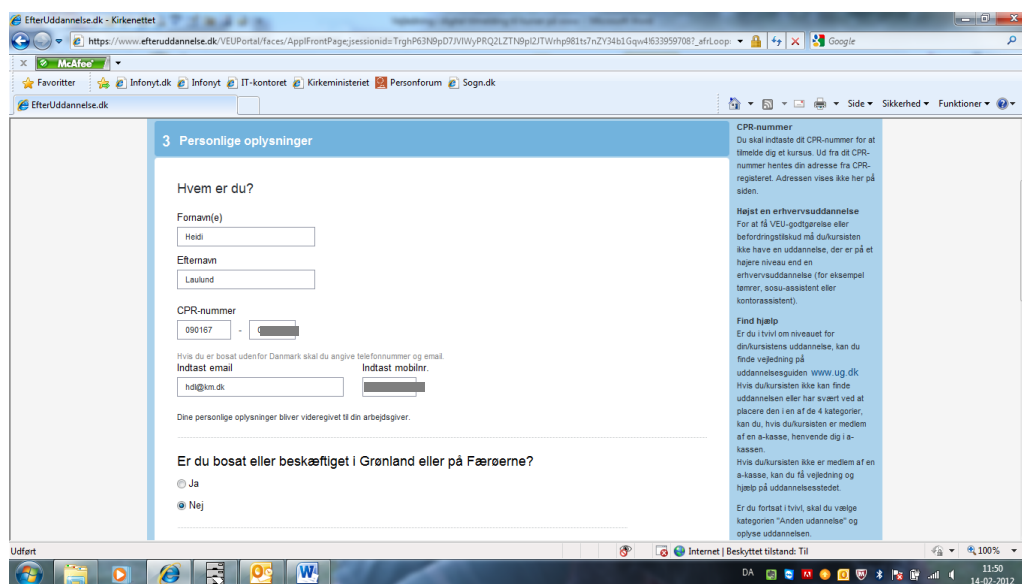 EfterUddannelse.dk - Kirkenettet
https://www.efteruddannelse.dk/VEUPortal/faces/ApplFrontPage;jsessionid=TrghP63N9pD7JVlWyPRQ2LZTN9pl2JTWrhp981ts7nZY34b1Gqw4!633959708?_afrLoop:
Google
x McAfee
Favoritter Infonyt.dk Infonyt IT-kontoret Kirkeministeriet Personforum Sogn.dk
EfterUddannelse.dk
Side Sikkerhed Funktioner
3 Personlige oplysninger
Hvem er du?
Fornavn(e)
Heidi
Efternavn
Laulund
CPR-nummer
090167 -
Hvis du er bosat udenfor Danmark skal du angive telefonnummer og email.
Indtast email Indtast mobilnr.
hdl@km.dk
Dine personlige oplysninger bliver videregivet til din arbejdsgiver.
Er du bosat eller beskæftiget i Grønland eller på Færøerne?
Ja
Nej
CPR-nummer
Du skal indtaste dit CPR-nummer for at
tilmelde dig et kursus. Ud fra dit CPR-
nummer hentes din adresse fra CPR-
registeret. Adressen vises ikke her på
siden.
Højst en erhvervsuddannelse
For at få VEU-godtgørelse eller
befordringstilskud må du/kursisten
ikke have en uddannelse, der er på et
højere niveau end en
erhvervsuddannelse (for eksempel
tømrer, sosu-assistent eller
kontorassistent).
Find hjælp
Er du i tvivl om niveauet for
din/kursistens uddannelse, kan du
finde vejledning på
uddannelsesguiden www.ug.dk
Hvis du/kursisten ikke kan finde
uddannelsen eller har svært ved at
placere den i en af de 4 kategorier,
kan du, hvis du/kursisten er medlem
af en a-kasse, henvende dig i a-
kassen.
Hvis du/kursisten ikke er medlem af en
a-kasse, kan du få vejledning og
hjælp på uddannelsesstedet.
Er du fortsat i tvivl, skal du vælge
kategorien "Anden udannelse" og
oplyse uddannelsen.
Udført
Internet | Beskyttet tilstand: Til
100%
DA
11:50
14-02-2012